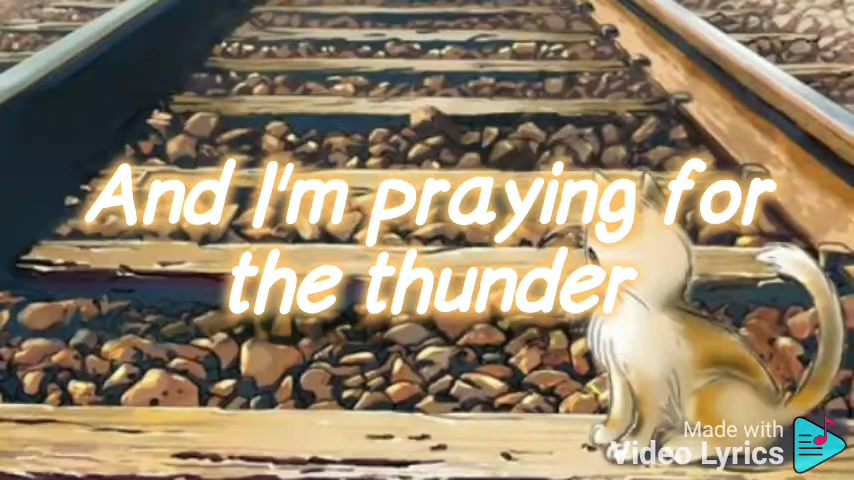 And I'm praying for
the thunder
Made with
Video Lyrics